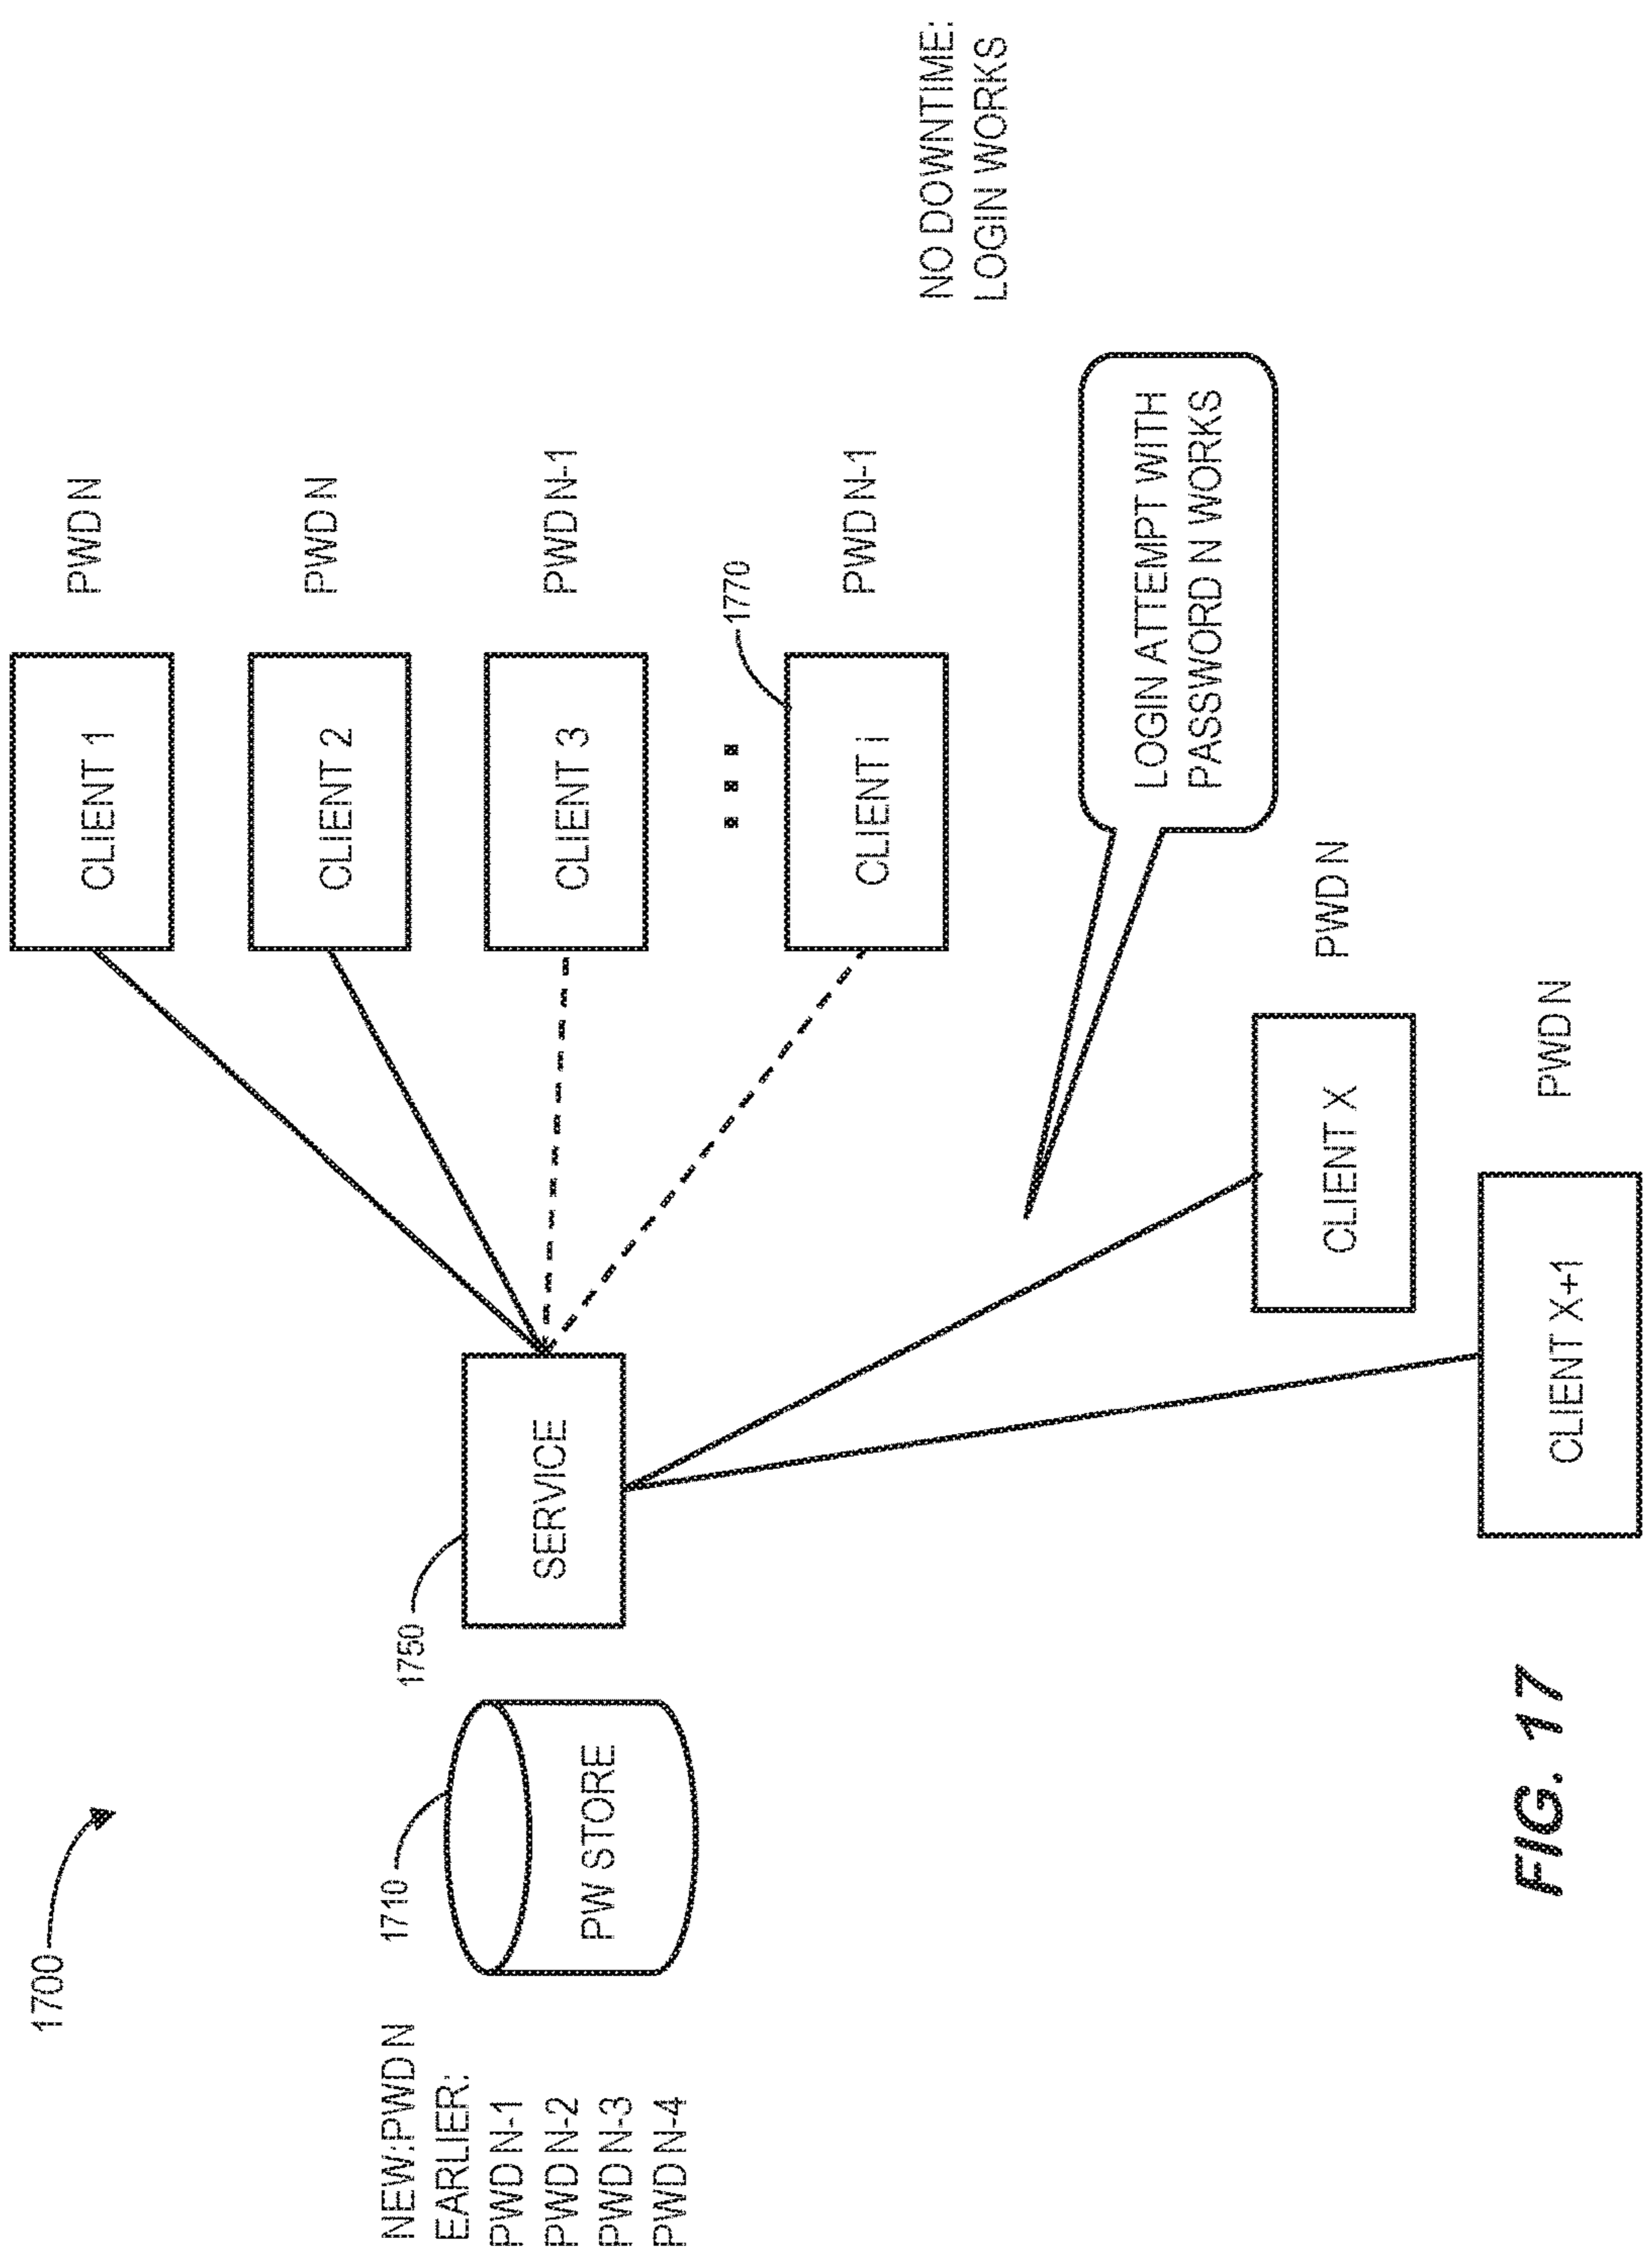 1700
NEW:PWD N
EARLIER:
PWD N-1
PWD N-2
PWD N-3
PWD N-4
1710
PW STORE
1750
SERVICE
CLIENT 1
PWD N
CLIENT 2
PWD N
CLIENT 3
PWD N-1
1770
CLIENT i
PWD N-1
NO DOWNTIME:
LOGIN WORKS
LOGIN ATTEMPT WITH
PASSWORD N WORKS
CLIENT X
PWD N
CLIENT X+1
PWD N
FIG. 17